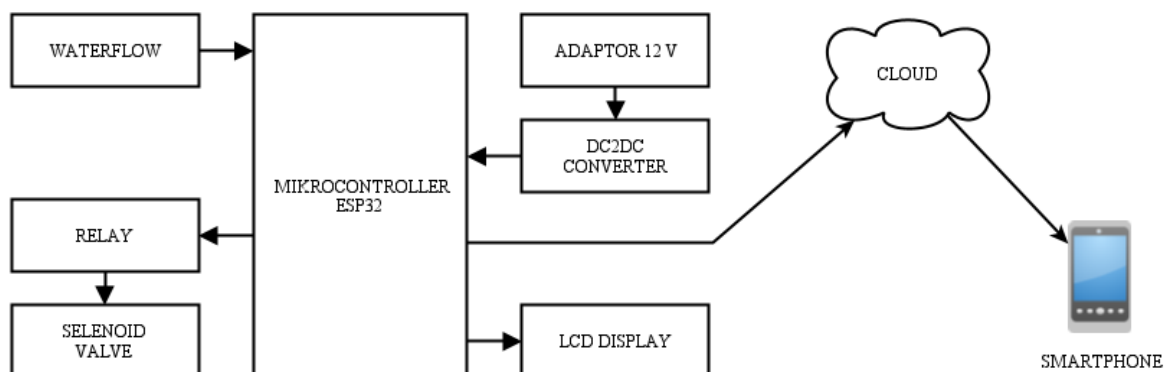 WATERFLOW
ADAPTOR 12 V
CLOUD
DC2DC
CONVERTER
MIKROCONTROLLER
ESP32
RELAY
SELENOID
VALVE
LCD DISPLAY
SMARTPHONE